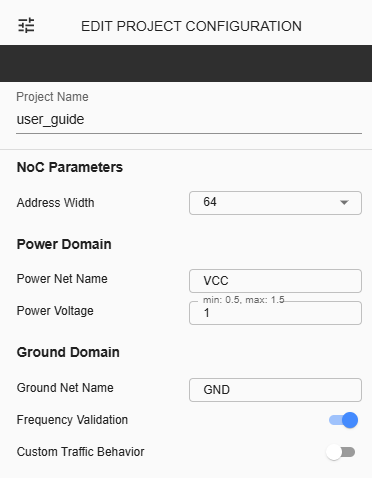 EDIT PROJECT CONFIGURATION
Project Name
user_guide
NoC Parameters
Address Width 64
Power Domain
Power Net Name VCC
min: 0.5, max: 1.5
Power Voltage 1
Ground Domain
Ground Net Name GND
Frequency Validation
Custom Traffic Behavior